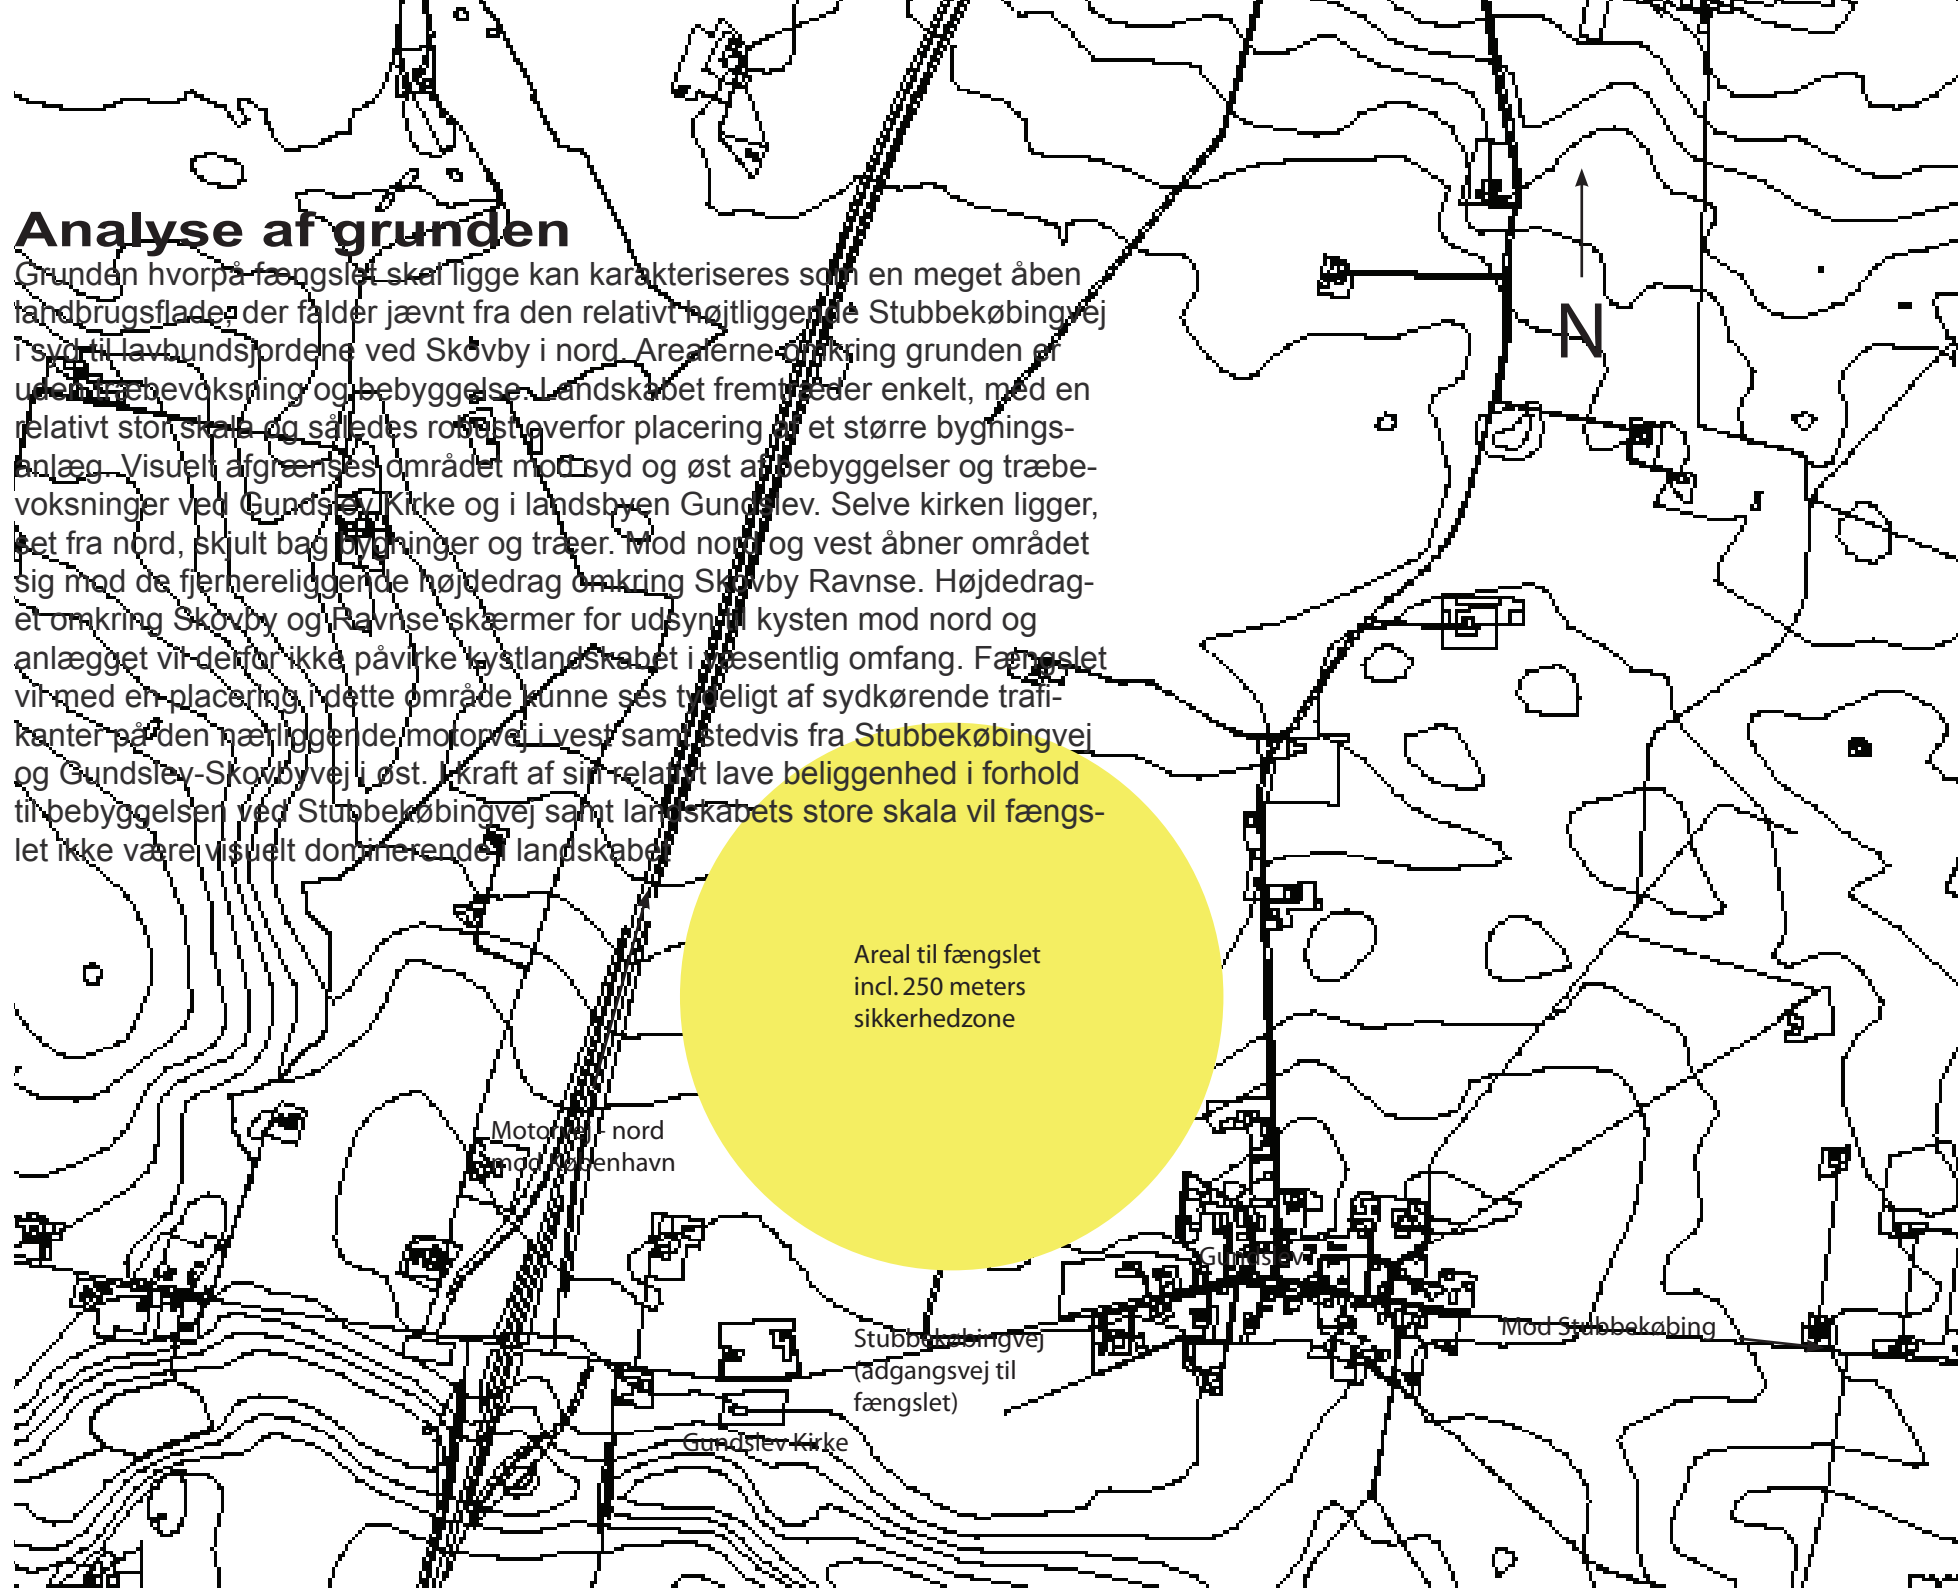 Analyse af grunden
Grunden hvorpå fængslet skal ligge kan karakteriseres som en meget åben
landbrugsflade, der falder jævnt fra den relativt højtliggende Stubbekøbingvej
i syd til lavbundsjordene ved Skovby i nord. Arealerne omkring grunden er
uden træbevoksning og bebyggelse. Landskabet fremtræder enkelt, med en
relativt stor skala og således robust overfor placering af et større bygnings-
anlæg. Visuelt afgrænses området mod syd og øst af bebyggelser og træbe-
voksninger ved Gundslev Kirke og i landsbyen Gundslev. Selve kirken ligger,
set fra nord, skjult bag bygninger og træer. Mod nord og vest åbner området
sig mod de fjernereliggende højdedrag omkring Skovby Ravnse. Højdedrag-
et omkring Skovby og Ravnse skærmer for udsyn til kysten mod nord og
anlægget vil derfor ikke påvirke kystlandskabet i væsentlig omfang. Fængslet
vil med en placering i dette område kunne ses tydeligt af sydkørende trafi-
kanter på den nærliggende motorvej i vest samt stedvis fra Stubbekøbingvej
og Gundslev-Skovbyvej i øst. I kraft af sin relativt lave beliggenhed i forhold
til bebyggelsen ved Stubbekøbingvej samt landskabets store skala vil fængs-
let ikke være visuelt dominerende i landskabet.
N
Areal til fængslet
incl. 250 meters
sikkerhedzone
Motorvej - nord
mod København
Gundslev
Stubbekøbingvej
(adgangsvej til
fængslet)
Mod Stubbekøbing
Gundslev Kirke